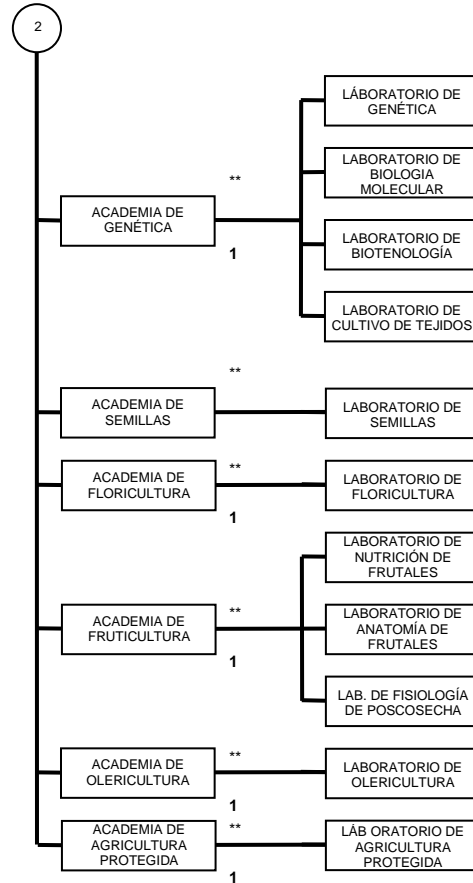 2
LÁBORATORIO DE
GENÉTICA
LABORATORIO DE
BIOLOGIA
MOLECULAR
**
ACADEMIA DE
GENÉTICA
1
LABORATORIO DE
BIOTENOLOGÍA
LABORATORIO DE
CULTIVO DE TEJIDOS
**
ACADEMIA DE
SEMILLAS
LABORATORIO DE
SEMILLAS
**
ACADEMIA DE
FLORICULTURA
LABORATORIO DE
FLORICULTURA
1
LABORATORIO DE
NUTRICIÓN DE
FRUTALES
**
ACADEMIA DE
FRUTICULTURA
LABORATORIO DE
ANATOMÍA DE
FRUTALES
1
LAB. DE FISIOLOGÍA
DE POSCOSECHA
**
ACADEMIA DE
OLERICULTURA
LABORATORIO DE
OLERICULTURA
1
**
ACADEMIA DE
AGRICULTURA
PROTEGIDA
LÁB ORATORIO DE
AGRICULTURA
PROTEGIDA
1